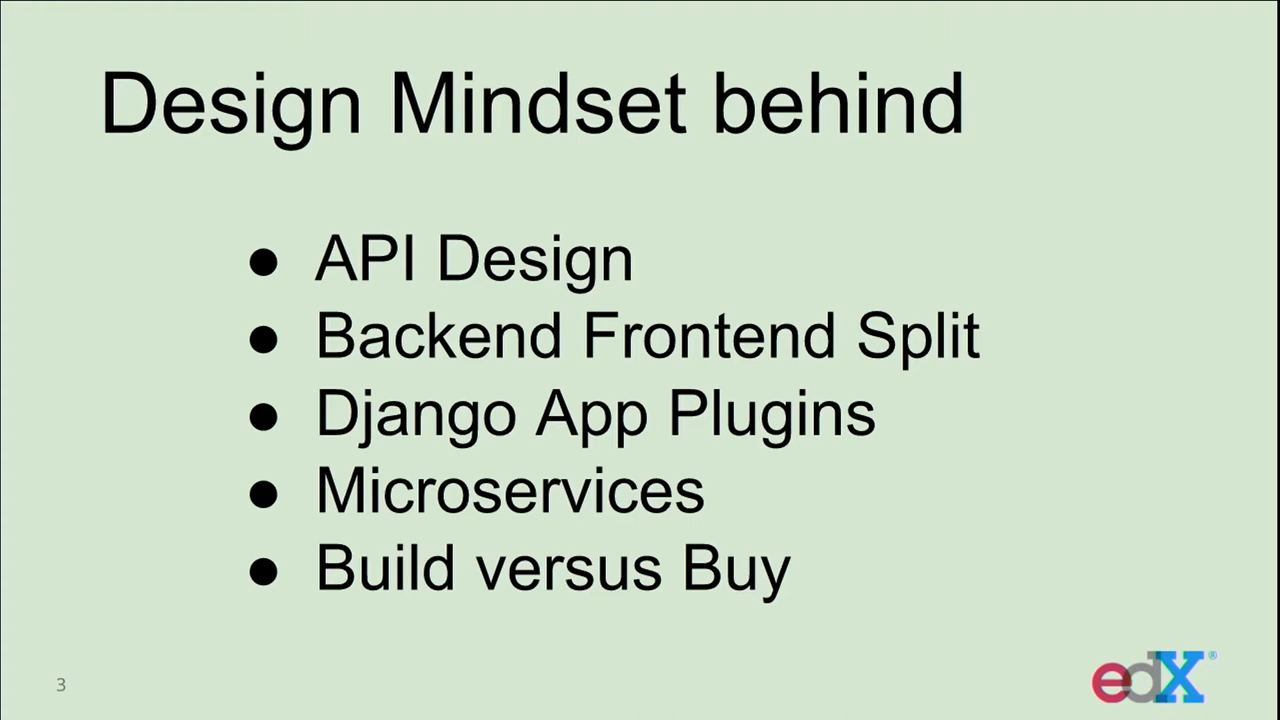 Design Mindset behind
● API Design
● Backend Frontend Split
● Django App Plugins
● Microservices
● Build versus Buy
3
edX®